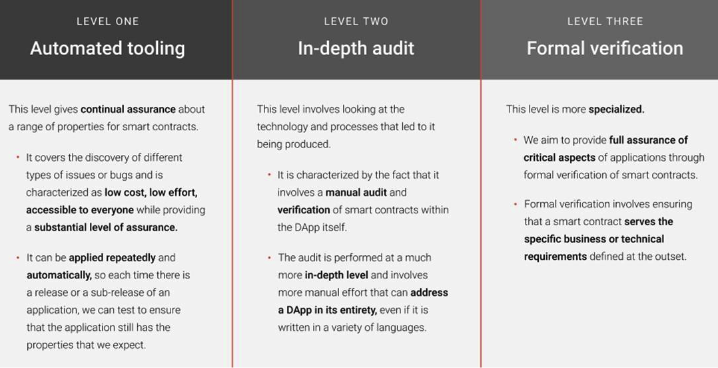 LEVEL ONE
Automated tooling
This level gives continual assurance about
a range of properties for smart contracts.
• It covers the discovery of different
types of issues or bugs and is
characterized as low cost, low effort,
accessible to everyone while providing
a substantial level of assurance.
• It can be applied repeatedly and
automatically, so each time there is
a release or a sub-release of an
application, we can test to ensure
that the application still has the
properties that we expect.
LEVEL TWO
In-depth audit
This level involves looking at the
technology and processes that led to it
being produced.
• It is characterized by the fact that it
involves a manual audit and
verification of smart contracts within
the DApp itself.
• The audit is performed at a much
more in-depth level and involves
more manual effort that can address
a DApp in its entirety, even if it is
written in a variety of languages.
LEVEL THREE
Formal verification
This level is more specialized.
• We aim to provide full assurance of
critical aspects of applications through
formal verification of smart contracts.
• Formal verification involves ensuring
that a smart contract serves the
specific business or technical
requirements defined at the outset.